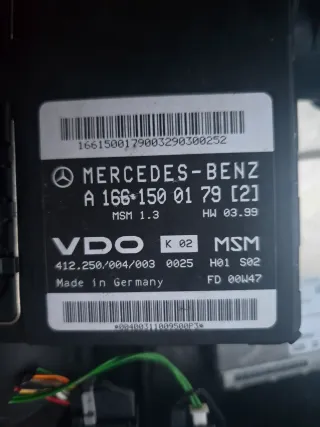 1661500179003290300252
MERCEDES-BENZ
A 166 150 01 79 [2]
MSM 1.3 HW 03.99
VDO K 02 MSM
412.250/004/003 0025 H01 S02
Made in Germany FD 00W47
*00400311009500P3*